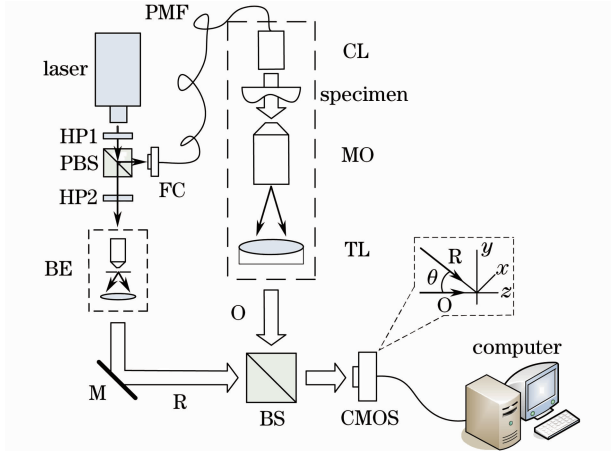 PMF
laser
CL
specimen
HP1
PBS
FC
MO
HP2
BE
TL
O
R
θ
O
y
x
z
computer
M
R
BS
CMOS